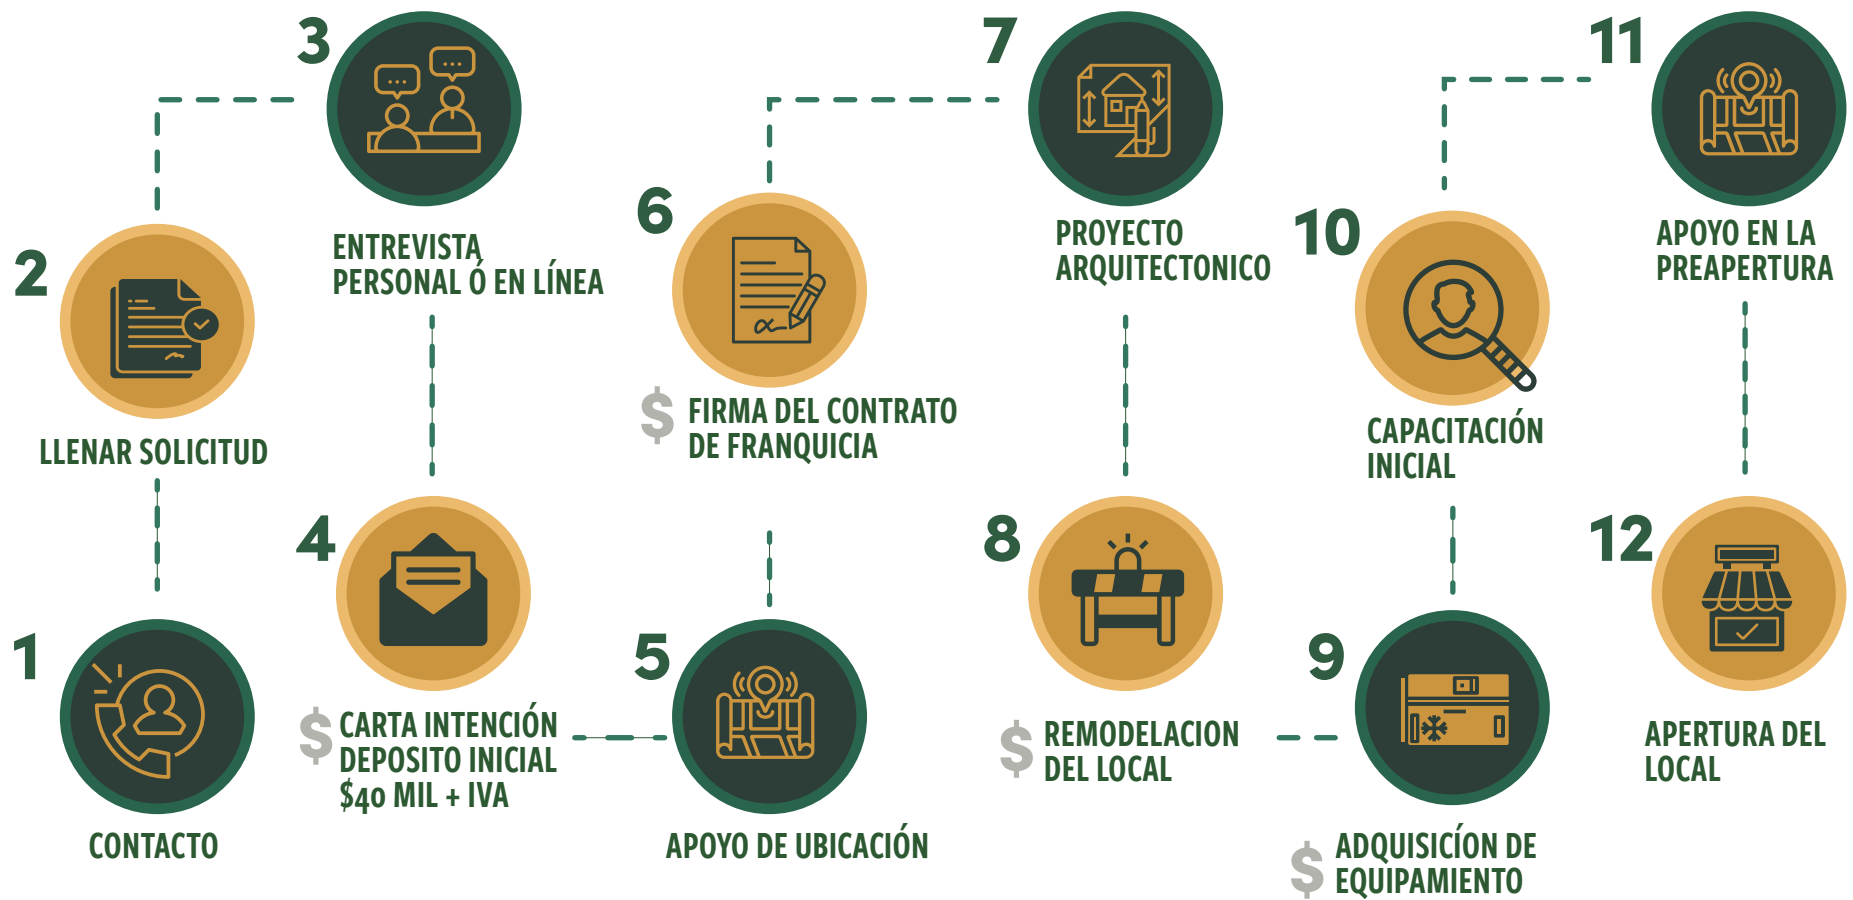 1
CONTACTO
2
LLENAR SOLICITUD
3
ENTREVISTA
PERSONAL Ó EN LÍNEA
4
$ CARTA INTENCIÓN
DEPOSITO INICIAL
$40 MIL + IVA
5
APOYO DE UBICACIÓN
6
$ FIRMA DEL CONTRATO
DE FRANQUICIA
7
PROYECTO
ARQUITECTONICO
8
$ REMODELACION
DEL LOCAL
9
$ ADQUISICÍON DE
EQUIPAMIENTO
10
CAPACITACIÓN
INICIAL
11
APOYO EN LA
PREAPERTURA
12
APERTURA DEL
LOCAL